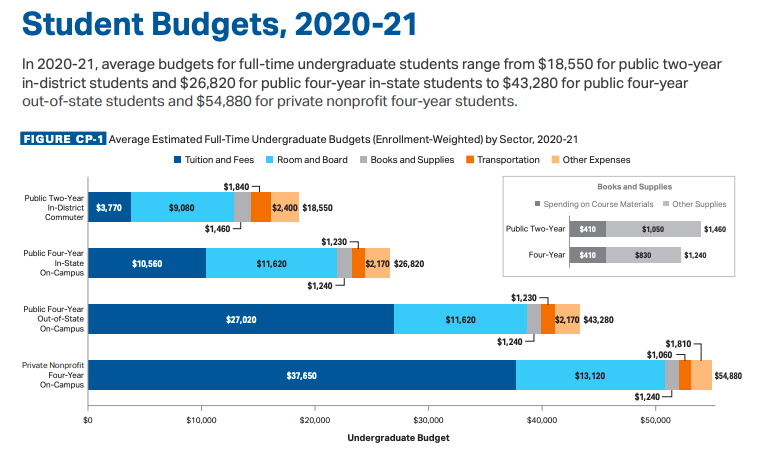 Student Budgets, 2020-21
In 2020-21, average budgets for full-time undergraduate students range from $18,550 for public two-year
in-district students and $26,820 for public four-year in-state students to $43,280 for public four-year
out-of-state students and $54,880 for private nonprofit four-year students.
FIGURE CP-1 Average Estimated Full-Time Undergraduate Budgets (Enrollment-Weighted) by Sector, 2020-21
Tuition and Fees Room and Board Books and Supplies Transportation Other Expenses
Public Two-Year
In-District
Commuter
$3,770 $9,080 $1,460 $1,840 $2,400 $18,550
Public Four-Year
In-State
On-Campus
$10,560 $11,620 $1,240 $1,230 $2,170 $26,820
Public Four-Year
Out-of-State
On-Campus
$27,020 $11,620 $1,240 $1,230 $2,170 $43,280
Private Nonprofit
Four-Year
On-Campus
$37,650 $13,120 $1,240 $1,060 $1,810 $54,880
$0 $10,000 $20,000 $30,000 $40,000 $50,000
Undergraduate Budget
Books and Supplies
Spending on Course Materials Other Supplies
Public Two-Year $410 $1,050 $1,460
Four-Year $410 $830 $1,240